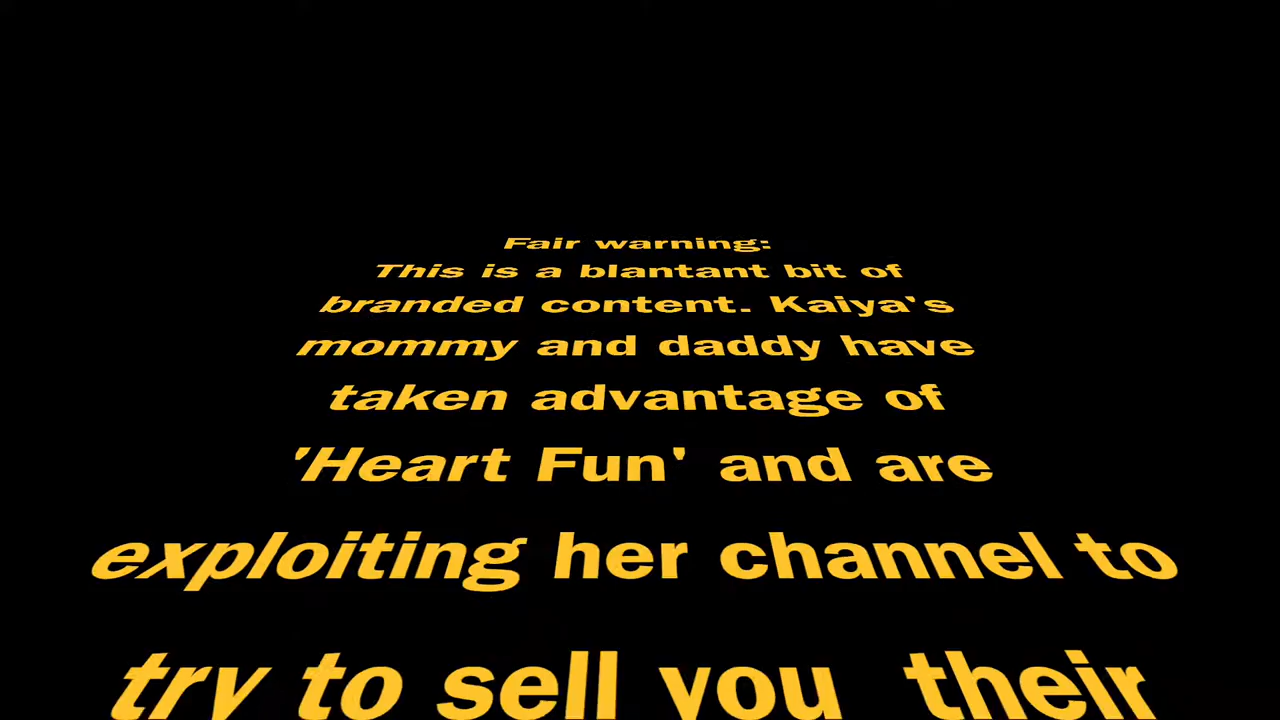 Fair warning:
This is a blantant bit of
branded content. Kaiya's
mommy and daddy have
taken advantage of
'Heart Fun' and are
exploiting her channel to
try to sell you their